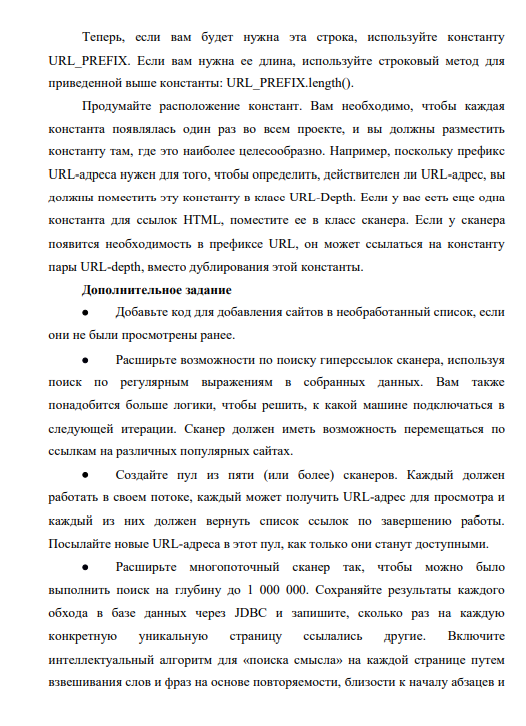 Теперь, если вам будет нужна эта строка, используйте константу
URL_PREFIX. Если вам нужна ее длина, используйте строковый метод для
приведенной выше константы: URL_PREFIX.length().
Продумайте расположение констант. Вам необходимо, чтобы каждая
константа появлялась один раз во всем проекте, и вы должны разместить
константу там, где это наиболее целесообразно. Например, поскольку префикс
URL-адреса нужен для того, чтобы определить, действителен ли URL-адрес, вы
должны поместить эту константу в класс URL-Depth. Если у вас есть еще одна
константа для ссылок HTML, поместите ее в класс сканера. Если у сканера
появится необходимость в префиксе URL, он может ссылаться на константу
пары URL-depth, вместо дублирования этой константы.
Дополнительное задание
● Добавьте код для добавления сайтов в необработанный список, если
они не были просмотрены ранее.
● Расширьте возможности по поиску гиперссылок сканера, используя
поиск по регулярным выражениям в собранных данных. Вам также
понадобится больше логики, чтобы решить, к какой машине подключаться в
следующей итерации. Сканер должен иметь возможность перемещаться по
ссылкам на различных популярных сайтах.
● Создайте пул из пяти (или более) сканеров. Каждый должен
работать в своем потоке, каждый может получить URL-адрес для просмотра и
каждый из них должен вернуть список ссылок по завершению работы.
Посылайте новые URL-адреса в этот пул, как только они станут доступными.
● Расширьте многопоточный сканер так, чтобы можно было
выполнить поиск на глубину до 1 000 000. Сохраняйте результаты каждого
обхода в базе данных через JDBC и запишите, сколько раз на каждую
конкретную уникальную страницу ссылались другие. Включите
интеллектуальный алгоритм для «поиска смысла» на каждой странице путем
взвешивания слов и фраз на основе повторяемости, близости к началу абзацев и